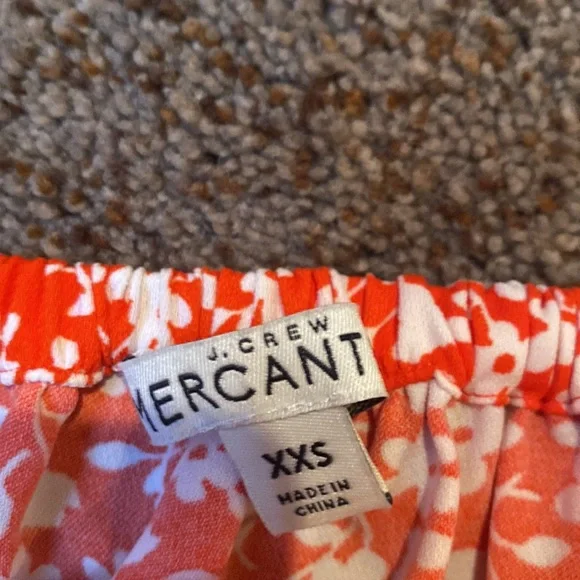 J. CREW
MERCANT
XXS
MADE IN
CHINA